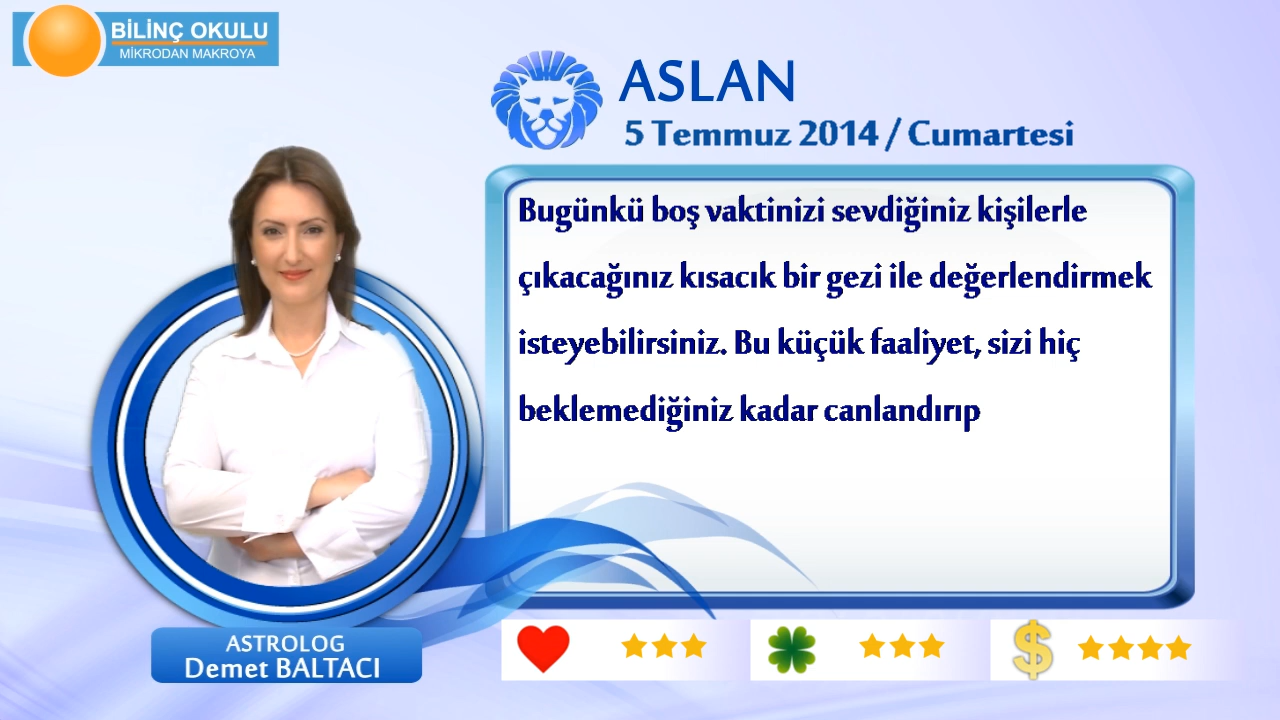 BİLİNÇ OKULU
MİKRODAN MAKROYA
ASLAN
5 Temmuz 2014 / Cumartesi
Bugünkü boş vaktinizi sevdiğiniz kişilerle
çıkacağınız kısacık bir gezi ile değerlendirmek
isteyebilirsiniz. Bu küçük faaliyet, sizi hiç
beklemediğiniz kadar canlandırıp
ASTROLOG
Demet BALTACI